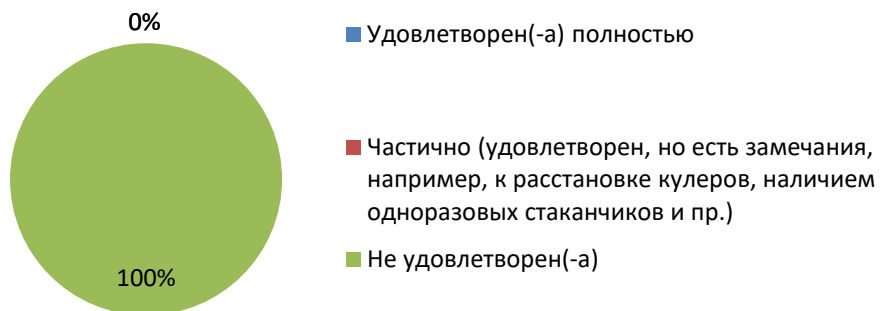 0%
Удовлетворен(-а) полностью
Частично (удовлетворен, но есть замечания,
например, к расстановке кулеров, наличием
одноразовых стаканчиков и пр.)
Не удовлетворен(-а)
100%